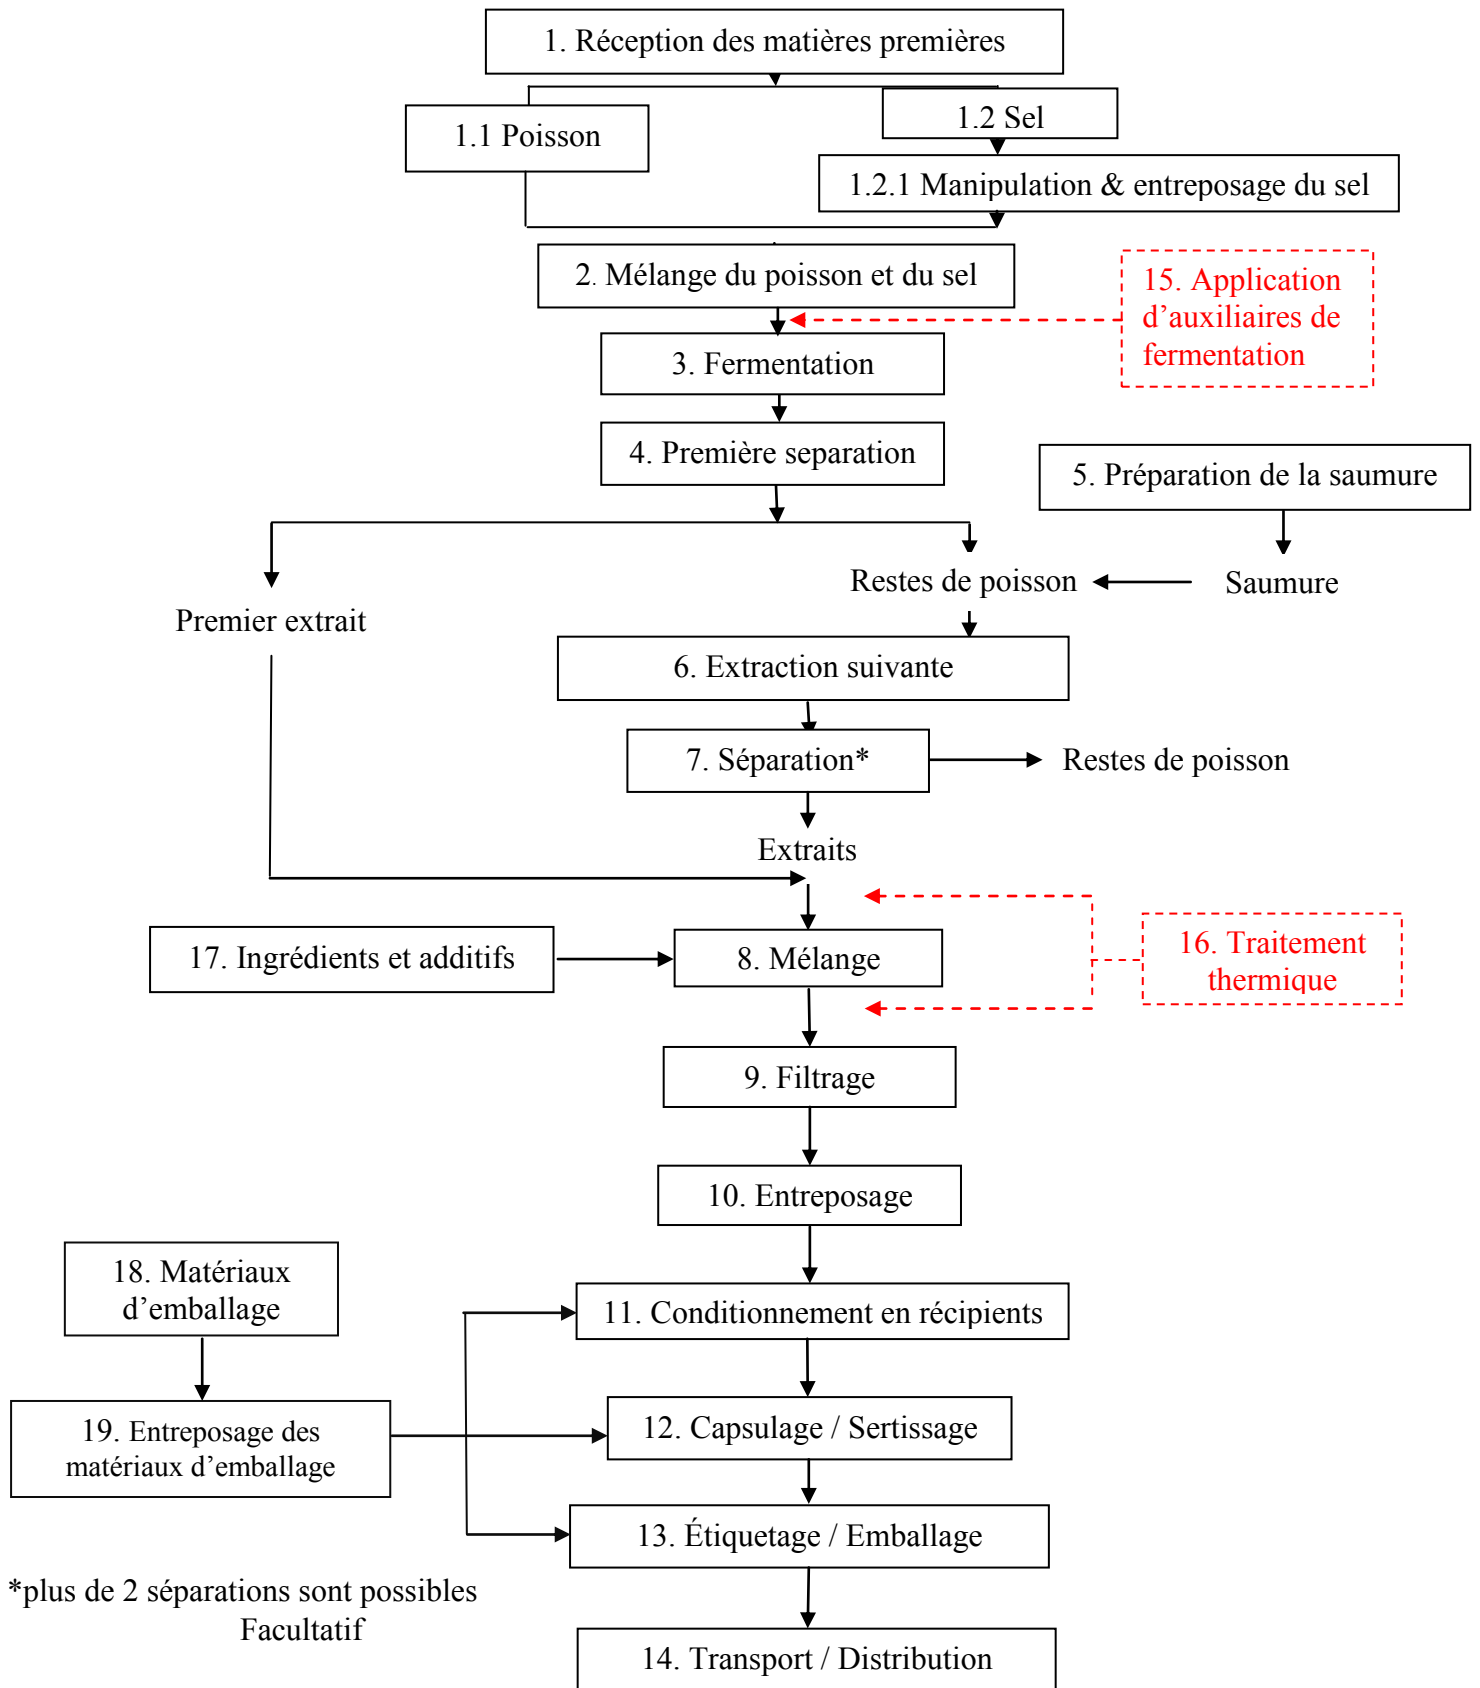 1. Réception des matières premières
1.1 Poisson
1.2 Sel
1.2.1 Manipulation & entreposage du sel
2. Mélange du poisson et du sel
15. Application
d’auxiliaires de
fermentation
3. Fermentation
4. Première separation
5. Préparation de la saumure
Restes de poisson
Saumure
Premier extrait
6. Extraction suivante
7. Séparation*
Restes de poisson
Extraits
17. Ingrédients et additifs
8. Mélange
16. Traitement
thermique
9. Filtrage
10. Entreposage
18. Matériaux
d’emballage
11. Conditionnement en récipients
19. Entreposage des
matériaux d’emballage
12. Capsulage / Sertissage
13. Étiquetage / Emballage
*plus de 2 séparations sont possibles
Facultatif
14. Transport / Distribution